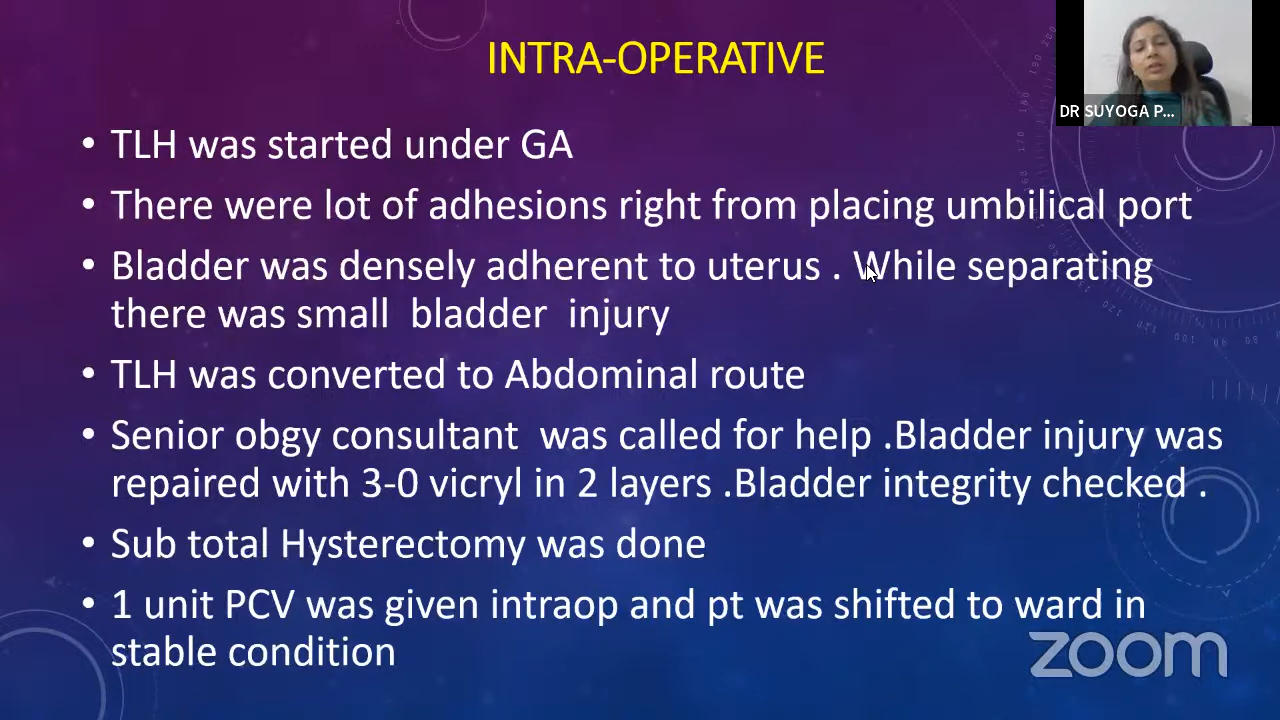 INTRA-OPERATIVE
DR SUYOGA P...
• TLH was started under GA
• There were lot of adhesions right from placing umbilical port
• Bladder was densely adherent to uterus . While separating
there was small bladder injury
• TLH was converted to Abdominal route
• Senior obgy consultant was called for help .Bladder injury was
repaired with 3-0 vicryl in 2 layers .Bladder integrity checked .
• Sub total Hysterectomy was done
• 1 unit PCV was given intraop and pt was shifted to ward in
stable condition
zoom